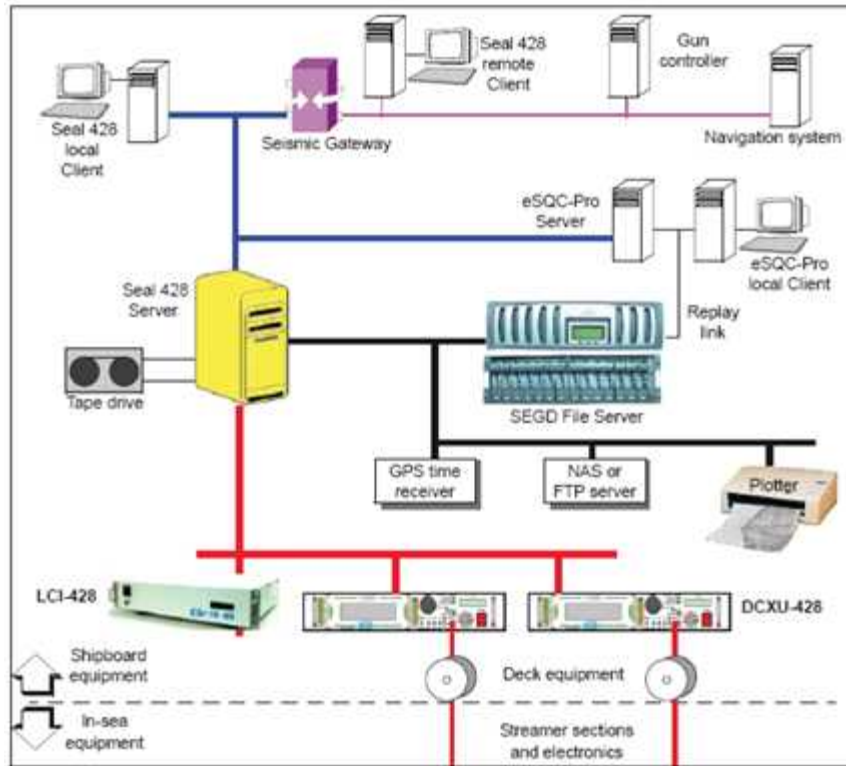 Seal 428
remote
Client
Gun
controller
Seal 428
local
Client
Seismic Gateway
Navigation system
eSQC-Pro
Server
eSQC-Pro
local Client
Seal 428
Server
Replay
link
Tape drive
SEGD File Server
GPS time
receiver
NAS or
FTP server
Plotter
LCI-428
DCXU-428
Shipboard
equipment
Deck equipment
In-sea
equipment
Streamer sections
and electronics